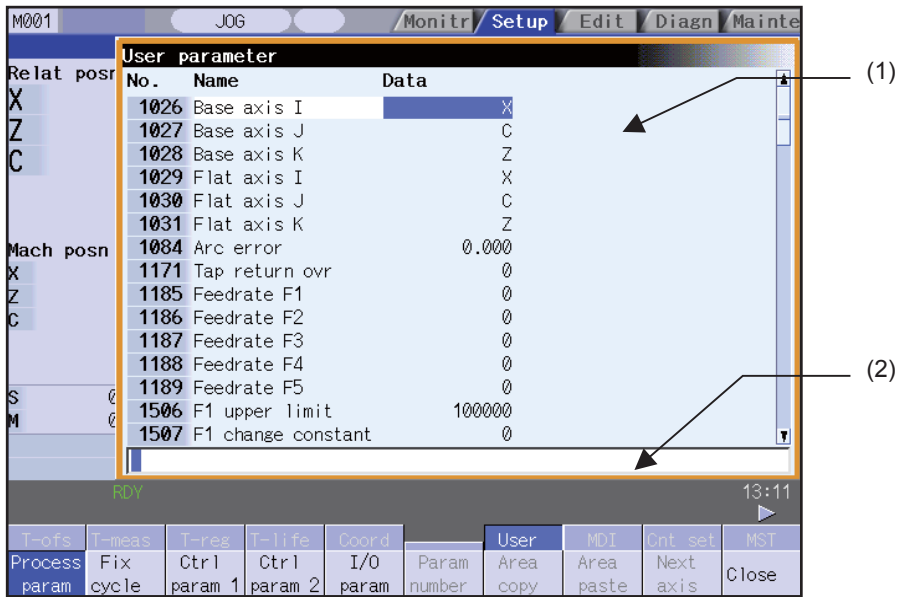 M001 JOG Monitr Setup Edit Diagn Mainte
User parameter
Relat posn
No. Name Data
(1)
X
Z
C
1026 Base axis I X
1027 Base axis J C
1028 Base axis K Z
1029 Flat axis I X
1030 Flat axis J C
1031 Flat axis K Z
1084 Arc error 0.000
1171 Tap return ovr 0
1185 Feedrate F1 0
1186 Feedrate F2 0
1187 Feedrate F3 0
1188 Feedrate F4 0
1189 Feedrate F5 0
1506 F1 upper limit 100000
1507 F1 change constant 0
Mach posn
X
Z
C
S 0
M 0
(2)
RDY 13:11
T-ofs T-meas T-reg T-life Coord User MDI Cnt set MST
Process param Fix cycle Ctrl param 1 Ctrl param 2 I/O param Param number Area copy Area paste Next axis Close